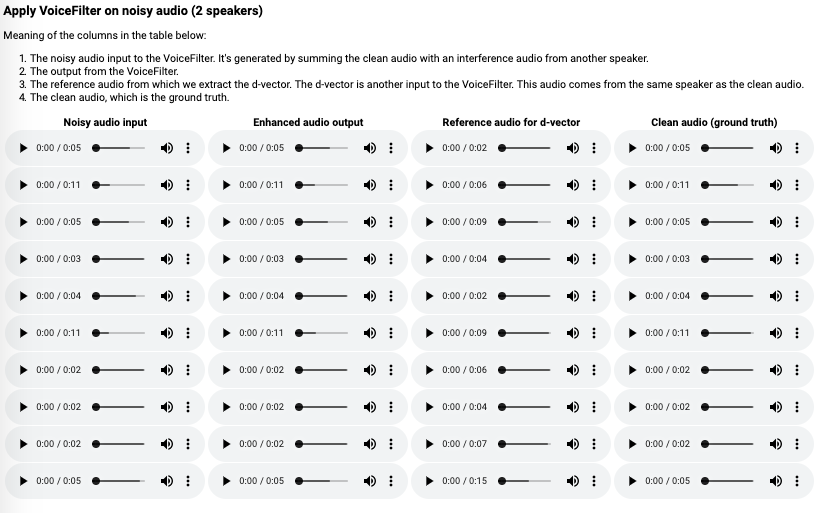 Apply VoiceFilter on noisy audio (2 speakers)
Meaning of the columns in the table below:
1. The noisy audio input to the VoiceFilter. It's generated by summing the clean audio with an interference audio from another speaker.
2. The output from the VoiceFilter.
3. The reference audio from which we extract the d-vector. The d-vector is another input to the VoiceFilter. This audio comes from the same speaker as the clean audio.
4. The clean audio, which is the ground truth.
Noisy audio input Enhanced audio output Reference audio for d-vector Clean audio (ground truth)
0:00 / 0:05 0:00 / 0:05 0:00 / 0:02 0:00 / 0:05
0:00 / 0:11 0:00 / 0:11 0:00 / 0:06 0:00 / 0:11
0:00 / 0:05 0:00 / 0:05 0:00 / 0:09 0:00 / 0:05
0:00 / 0:03 0:00 / 0:03 0:00 / 0:04 0:00 / 0:03
0:00 / 0:04 0:00 / 0:04 0:00 / 0:02 0:00 / 0:04
0:00 / 0:11 0:00 / 0:11 0:00 / 0:09 0:00 / 0:11
0:00 / 0:02 0:00 / 0:02 0:00 / 0:06 0:00 / 0:02
0:00 / 0:02 0:00 / 0:02 0:00 / 0:04 0:00 / 0:02
0:00 / 0:02 0:00 / 0:02 0:00 / 0:07 0:00 / 0:02
0:00 / 0:05 0:00 / 0:05 0:00 / 0:15 0:00 / 0:05